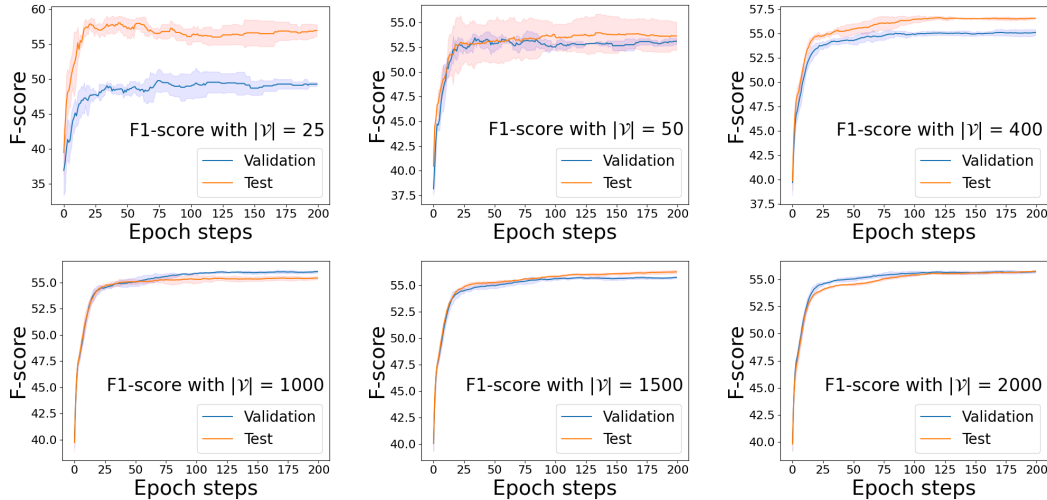 60
55
50
45
40
35
F-score
F1-score with |𝒱| = 25
Validation
Test
0 25 50 75 100 125 150 175 200
Epoch steps
55.0
52.5
50.0
47.5
45.0
42.5
40.0
37.5
F-score
F1-score with |𝒱| = 50
Validation
Test
0 25 50 75 100 125 150 175 200
Epoch steps
57.5
55.0
52.5
50.0
47.5
45.0
42.5
40.0
37.5
F-score
F1-score with |𝒱| = 400
Validation
Test
0 25 50 75 100 125 150 175 200
Epoch steps
55.0
52.5
50.0
47.5
45.0
42.5
40.0
F-score
F1-score with |𝒱| = 1000
Validation
Test
0 25 50 75 100 125 150 175 200
Epoch steps
55.0
52.5
50.0
47.5
45.0
42.5
40.0
F-score
F1-score with |𝒱| = 1500
Validation
Test
0 25 50 75 100 125 150 175 200
Epoch steps
55.0
52.5
50.0
47.5
45.0
42.5
40.0
F-score
F1-score with |𝒱| = 2000
Validation
Test
0 25 50 75 100 125 150 175 200
Epoch steps